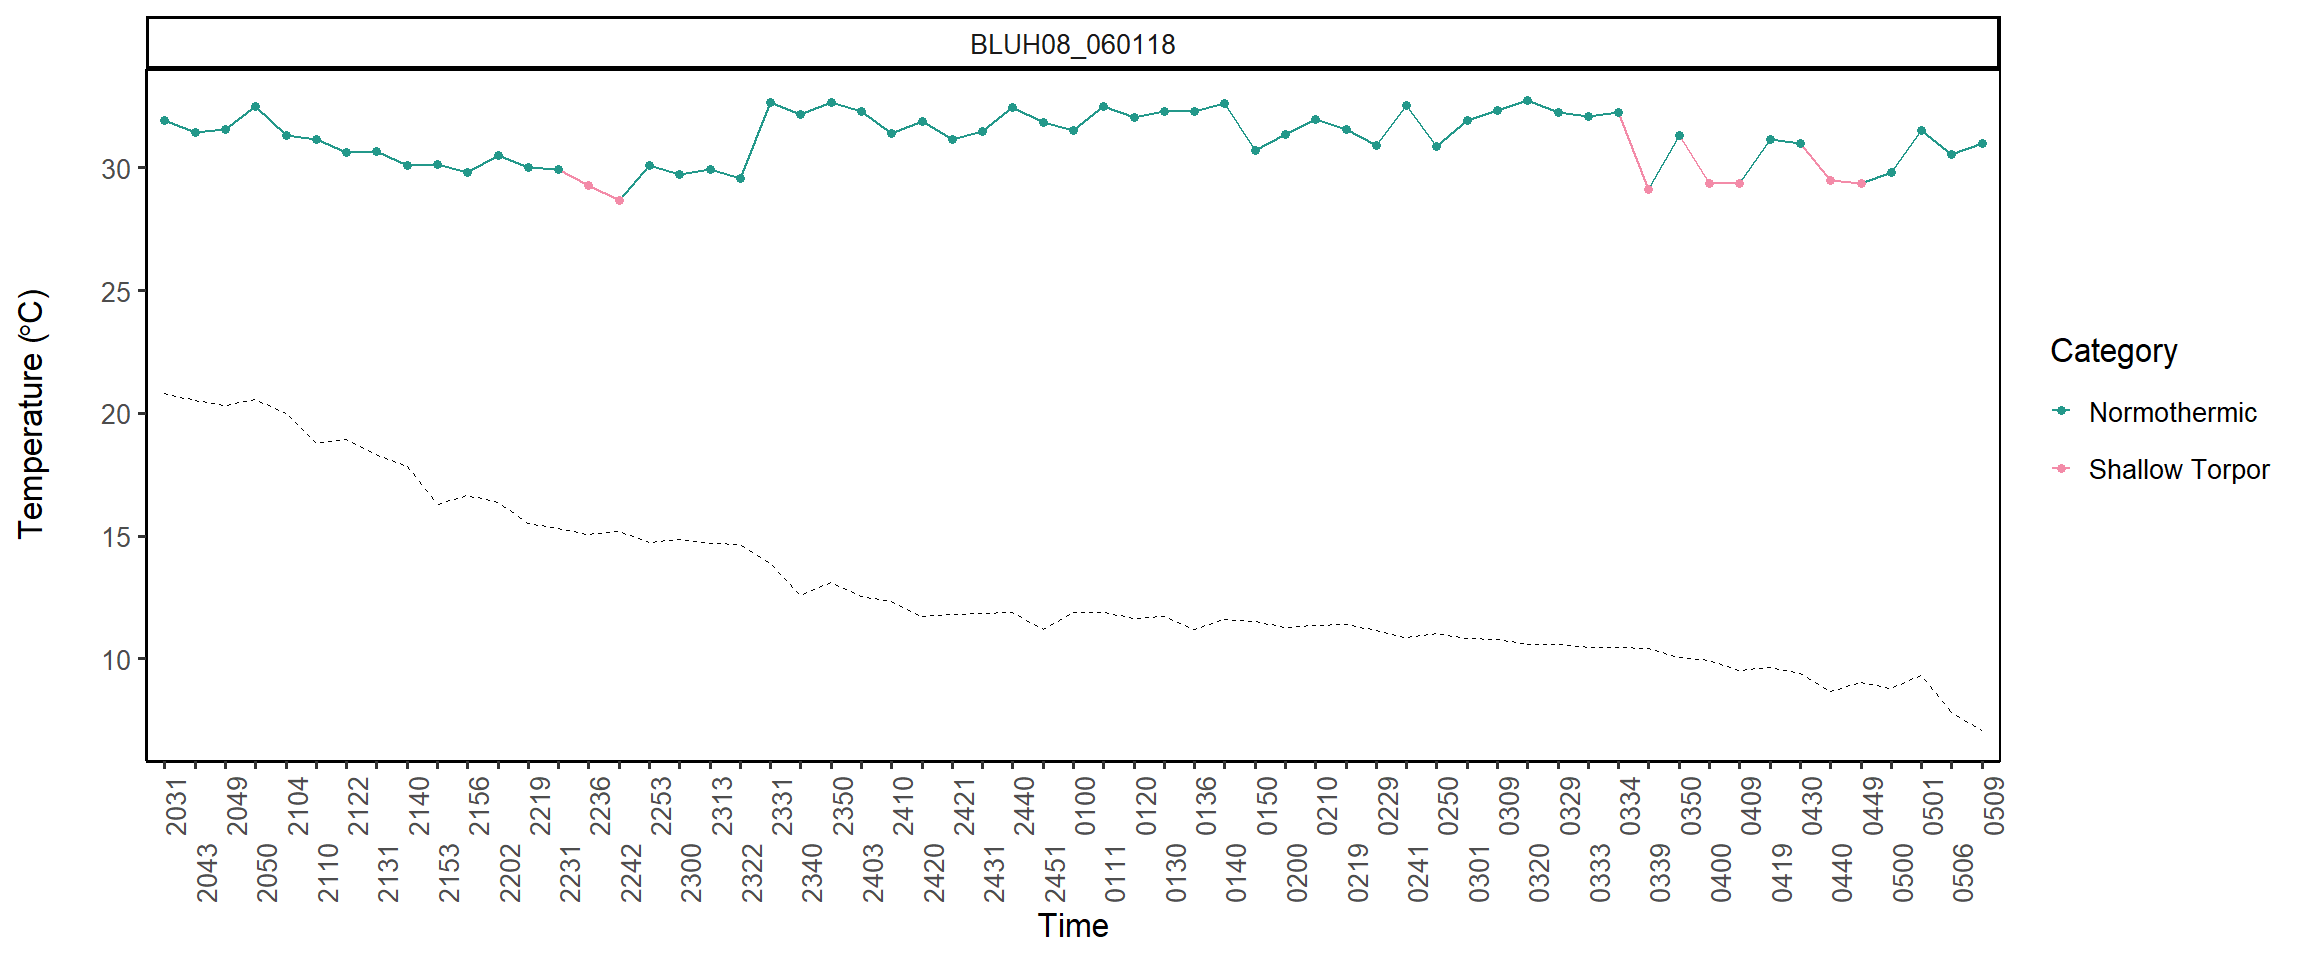 BLUH08_060118
Temperature (°C)
30
25
20
15
10
2031 2049 2104 2122 2140 2156 2219 2236 2253 2313 2331 2350 2410 2421 2440 0100 0120 0136 0150 0210 0229 0250 0309 0329 0334 0350 0409 0430 0449 0501 0509
2043 2050 2110 2131 2153 2202 2231 2242 2300 2322 2340 2403 2420 2431 2451 0111 0130 0140 0200 0219 0241 0301 0320 0333 0339 0400 0419 0440 0500 0506
Time
Category
Normothermic
Shallow Torpor